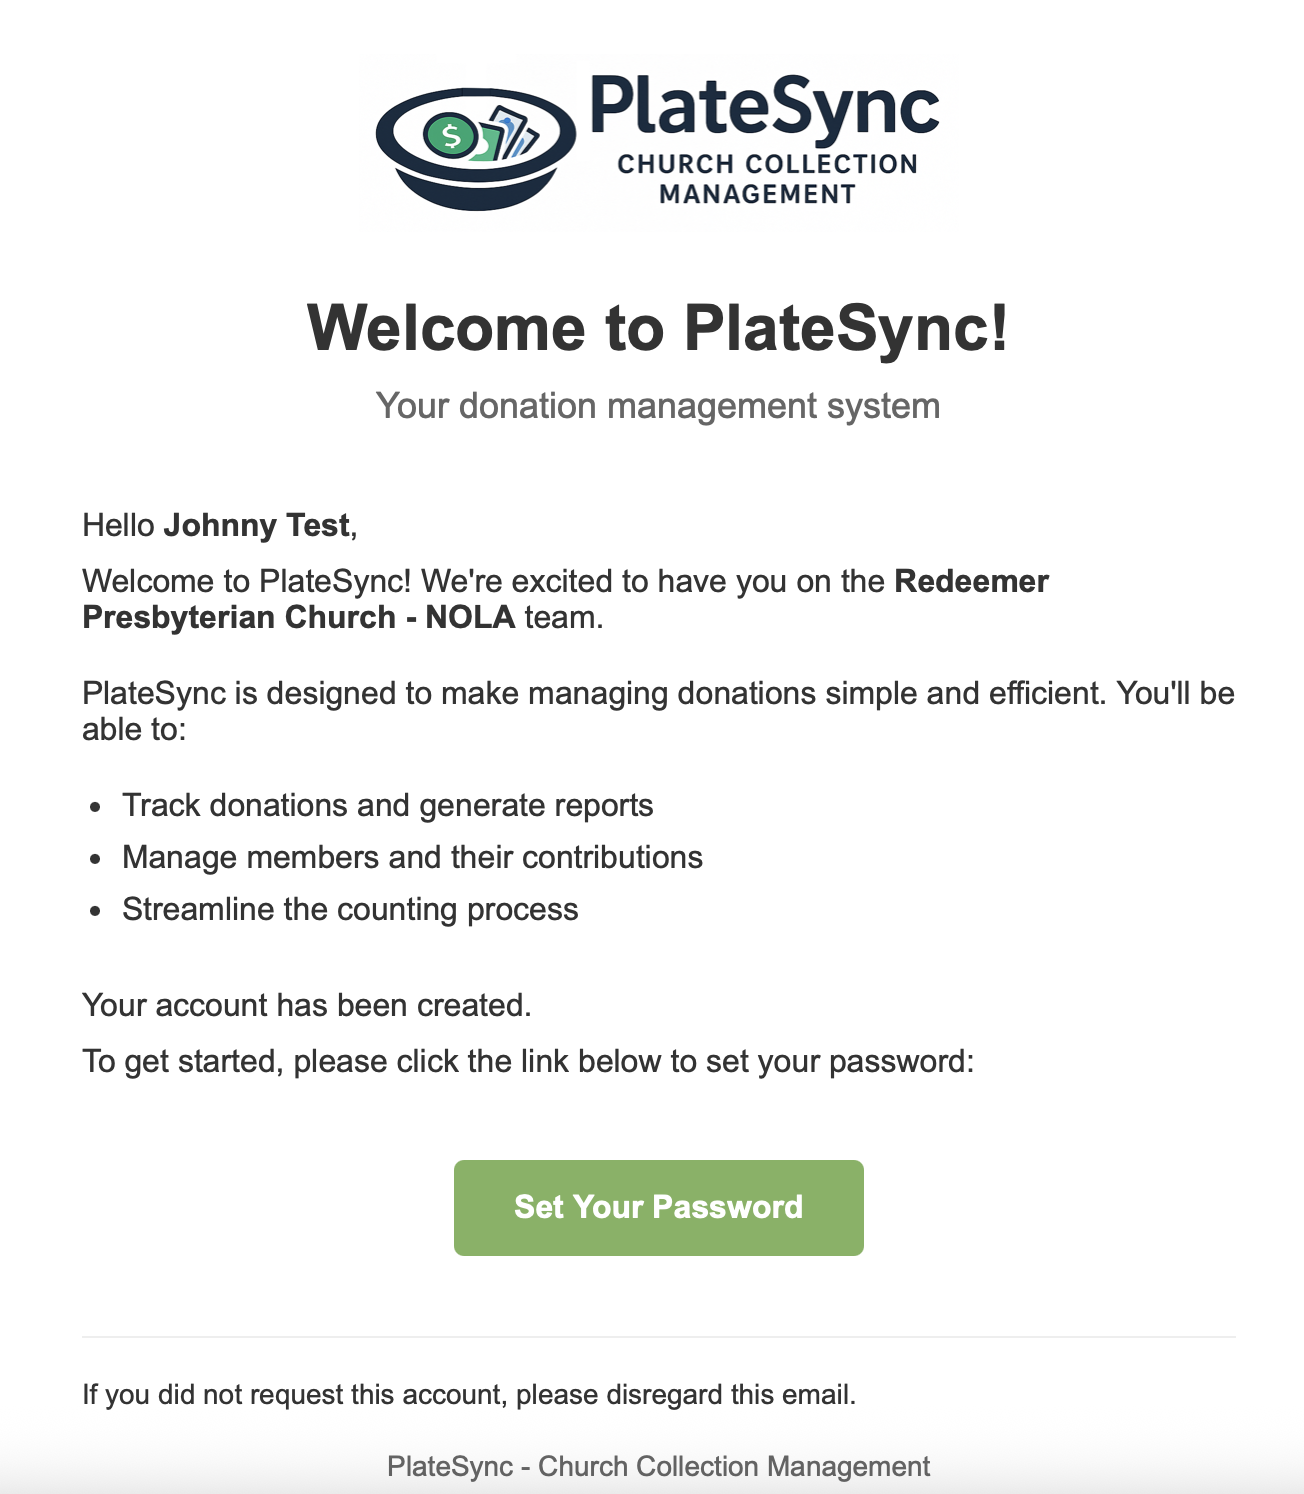 $
PlateSync
CHURCH COLLECTION
MANAGEMENT
Welcome to PlateSync!
Your donation management system
Hello Johnny Test,
Welcome to PlateSync! We're excited to have you on the Redeemer
Presbyterian Church - NOLA team.
PlateSync is designed to make managing donations simple and efficient. You'll be
able to:
• Track donations and generate reports
• Manage members and their contributions
• Streamline the counting process
Your account has been created.
To get started, please click the link below to set your password:
Set Your Password
If you did not request this account, please disregard this email.
PlateSync - Church Collection Management